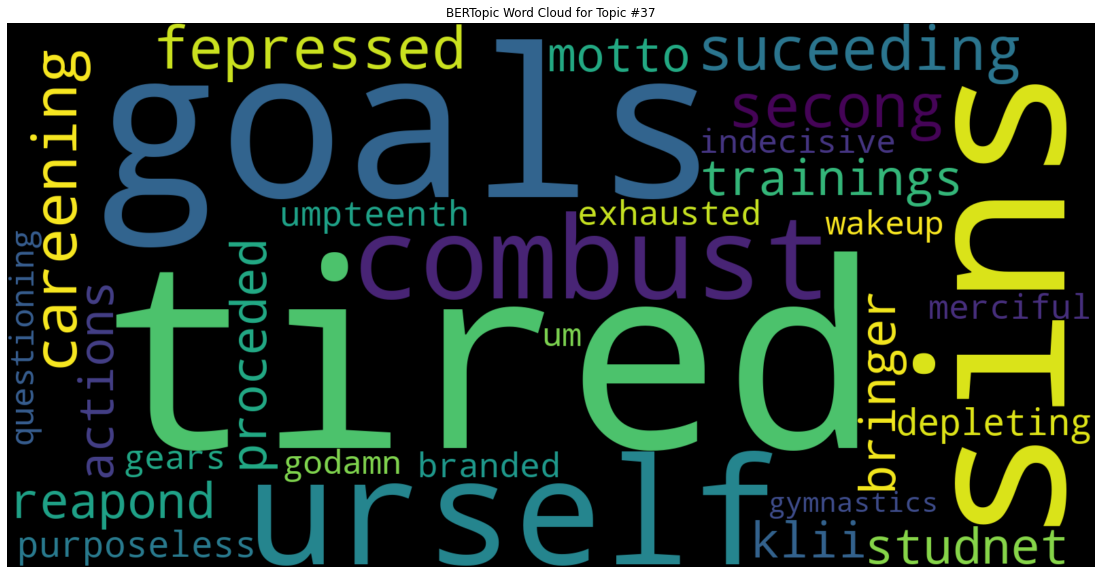 BERTopic Word Cloud for Topic #37
fepressed
motto
suceeding
careening
goals
secong
indecisive
trainings
sins
umpteenth
exhausted
wakeup
combust
questioning
actions
proceded
tired
um
bringer
merciful
depleting
gears
godamn
branded
urself
reapond
purposeless
gymnastics
klii
studnet